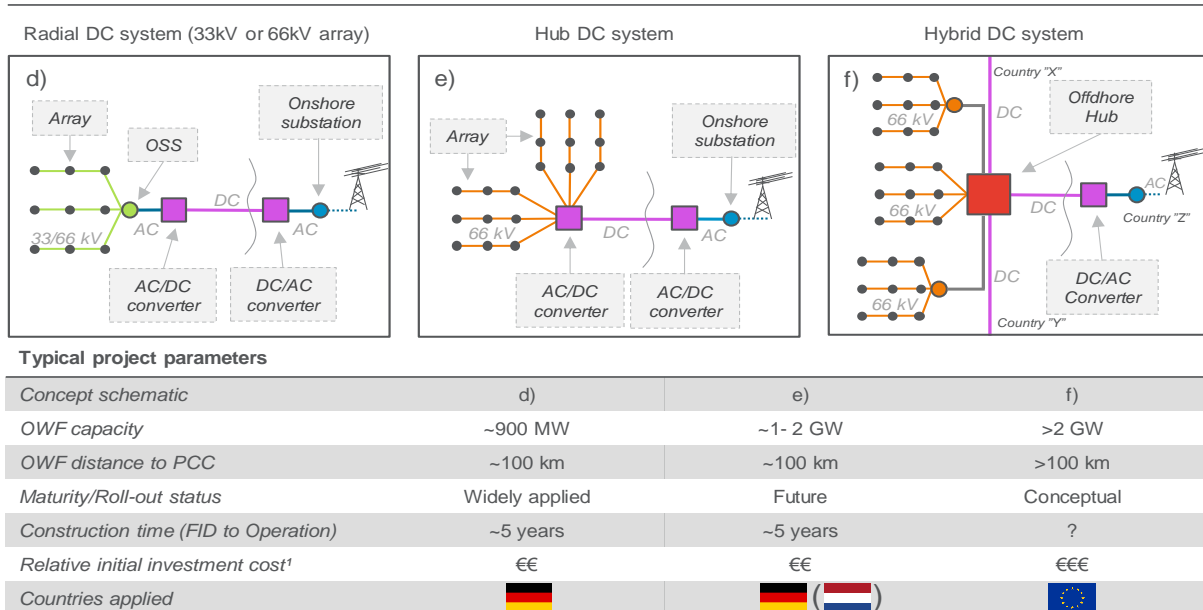 Radial DC system (33kV or 66kV array)
Hub DC system
Hybrid DC system
d)
Array
OSS
Onshore
substation
DC
AC
AC
33/66 kV
AC/DC
converter
DC/AC
converter
e)
Array
Onshore
substation
66 kV
DC
AC
AC/DC
converter
AC/DC
converter
f)
Country "X"
Offdhore
Hub
66 kV
DC
66 kV
DC
AC
Country "Z"
DC
66 kV
DC/AC
Converter
Country "Y"
Typical project parameters
Concept schematic d) e) f)
OWF capacity ~900 MW ~1- 2 GW >2 GW
OWF distance to PCC ~100 km ~100 km >100 km
Maturity/Roll-out status Widely applied Future Conceptual
Construction time (FID to Operation) ~5 years ~5 years ?
Relative initial investment cost¹ €€ €€ €€€
Countries applied ( )